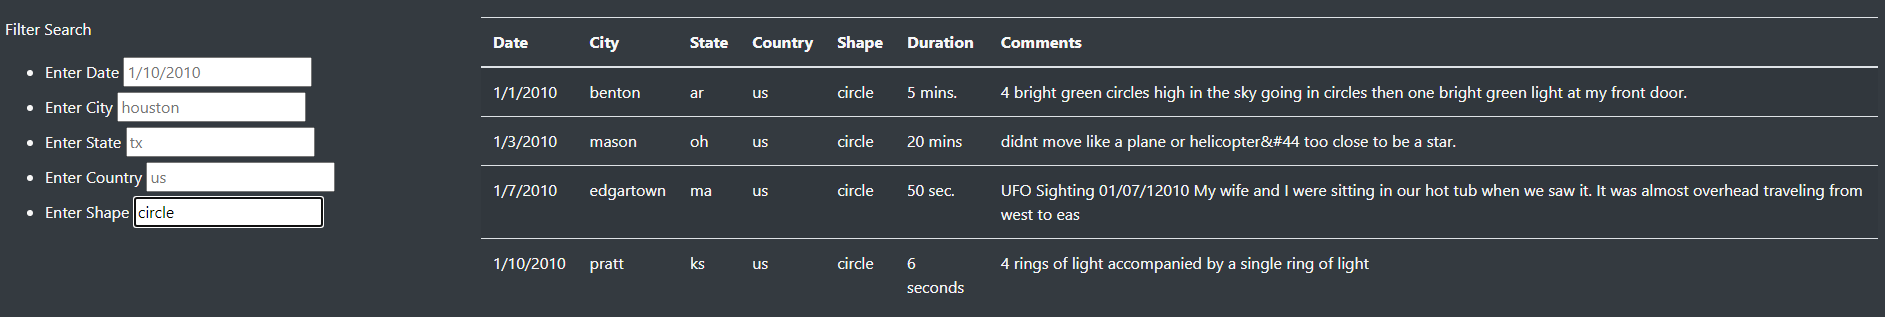 Filter Search
Enter Date 1/10/2010
Enter City houston
Enter State tx
Enter Country us
Enter Shape circle
Date City State Country Shape Duration Comments
1/1/2010 benton ar us circle 5 mins. 4 bright green circles high in the sky going in circles then one bright green light at my front door.
1/3/2010 mason oh us circle 20 mins didnt move like a plane or helicopter&#44 too close to be a star.
1/7/2010 edgartown ma us circle 50 sec. UFO Sighting 01/07/12010 My wife and I were sitting in our hot tub when we saw it. It was almost overhead traveling from
west to eas
1/10/2010 pratt ks us circle 6 4 rings of light accompanied by a single ring of light
seconds